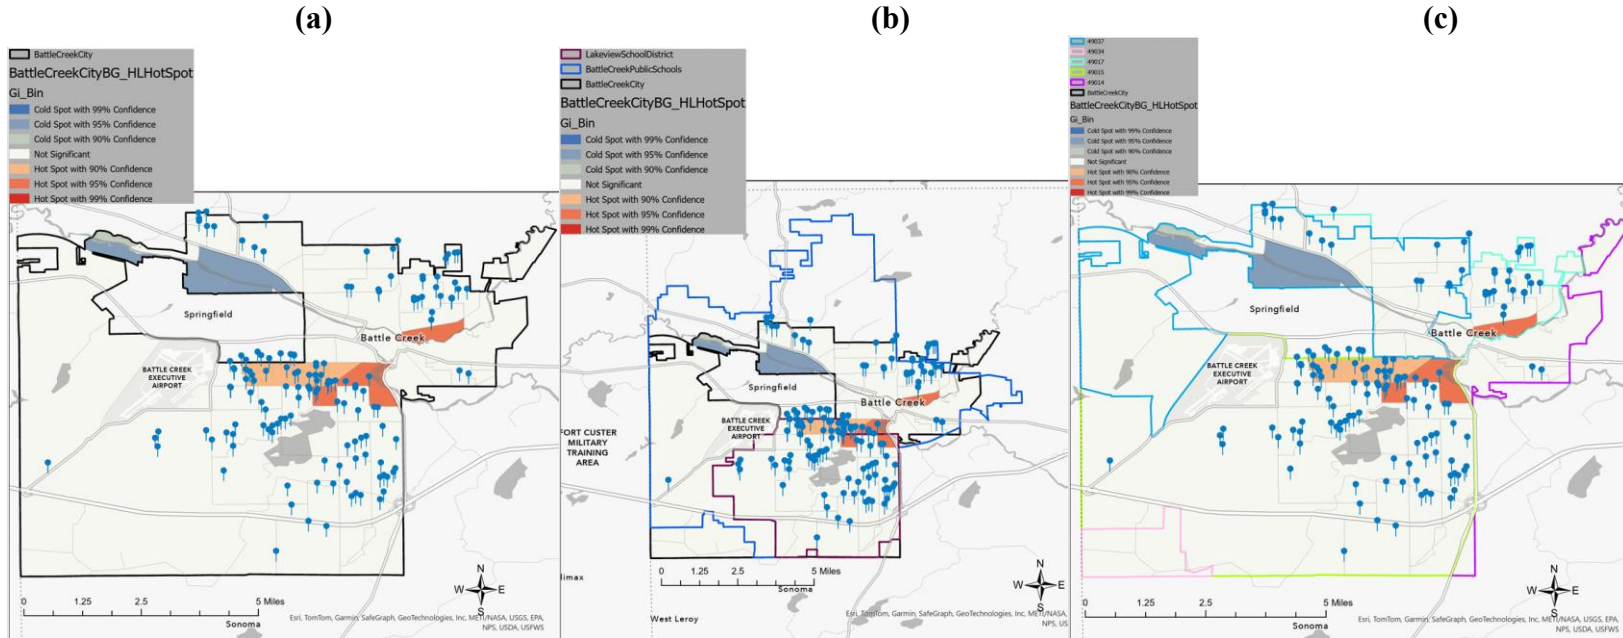 (a)
BattleCreekCity
BattleCreekCityBG_HLHotSpot
Gi_Bin
Cold Spot with 99% Confidence
Cold Spot with 95% Confidence
Cold Spot with 90% Confidence
Not Significant
Hot Spot with 90% Confidence
Hot Spot with 95% Confidence
Hot Spot with 99% Confidence
Springfield
Battle Creek
BATTLE CREEK
EXECUTIVE
AIRPORT
N
W E
S
0 1.25 2.5 5 Miles
Esri, TomTom, Garmin, SafeGraph, GeoTechnologies, Inc, METI/NASA, USGS, EPA,
NPS, USDA, USFWS
Sonoma
(b)
LakeviewSchoolDistrict
BattleCreekPublicSchools
BattleCreekCity
BattleCreekCityBG_HLHotSpot
Gi_Bin
Cold Spot with 99% Confidence
Cold Spot with 95% Confidence
Cold Spot with 90% Confidence
Not Significant
Hot Spot with 90% Confidence
Hot Spot with 95% Confidence
Hot Spot with 99% Confidence
Springfield
Battle Creek
BATTLE CREEK
EXECUTIVE
AIRPORT
FORT CUSTER
MILITARY
TRAINING
AREA
limax
N
W E
S
0 1.25 2.5 5 Miles
Sonoma
Esri, TomTom, Garmin, SafeGraph, GeoTechnologies, Inc, METI/NASA,
NPS, US
West Leroy
(c)
49037
49034
49017
49015
49014
BattleCreekCity
BattleCreekCityBG_HLHotSpot
Gi_Bin
Cold Spot with 99% Confidence
Cold Spot with 95% Confidence
Cold Spot with 90% Confidence
Not Significant
Hot Spot with 90% Confidence
Hot Spot with 95% Confidence
Hot Spot with 99% Confidence
Springfield
Battle Creek
BATTLE CREEK
EXECUTIVE
AIRPORT
N
W E
S
0 1.25 2.5 5 Miles
Esri, TomTom, Garmin, SafeGraph, GeoTechnologies, Inc, METI/NASA, USGS, EPA,
NPS, USDA, USFWS
Sonoma